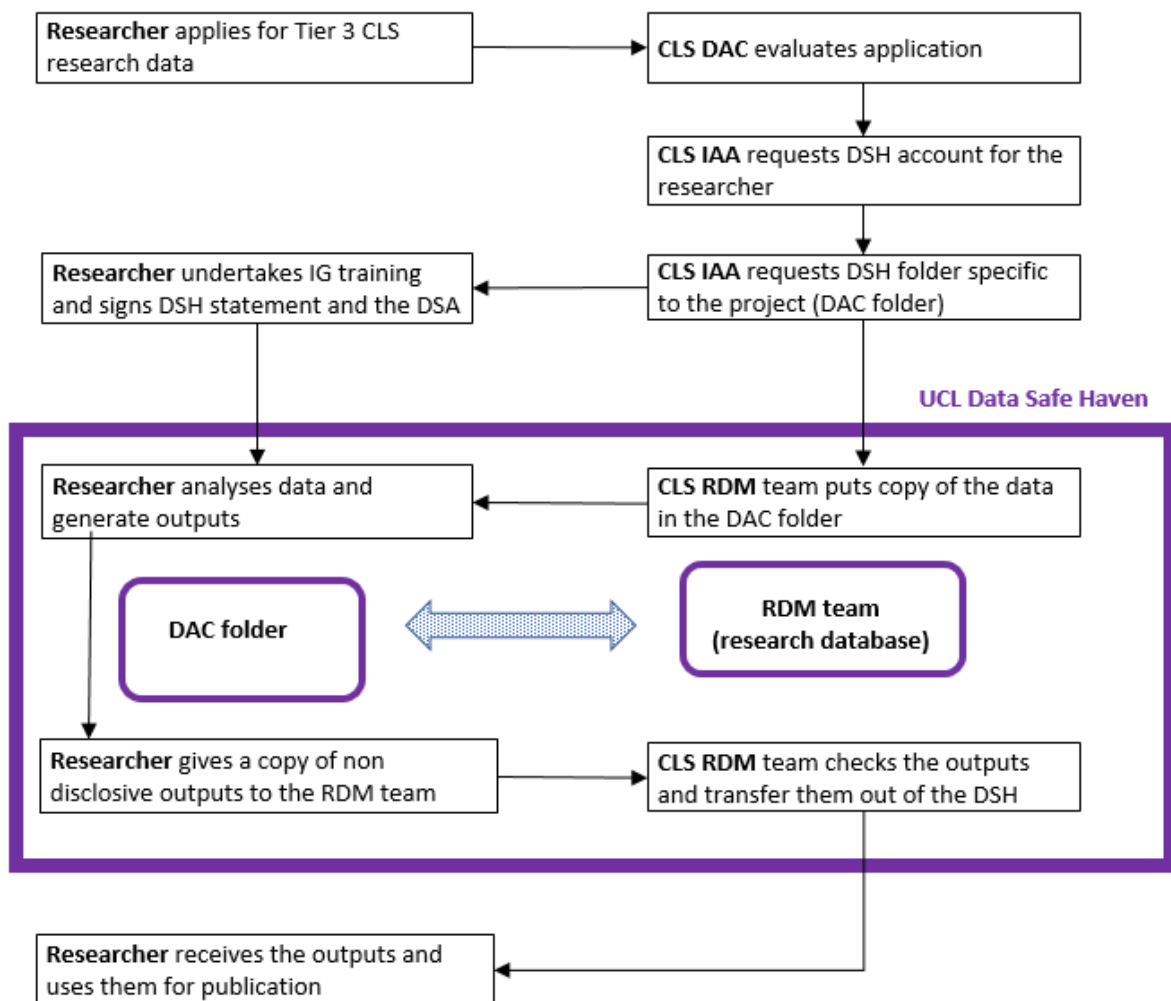 Researcher applies for Tier 3 CLS
research data
CLS DAC evaluates application
CLS IAA requests DSH account for the
researcher
Researcher undertakes IG training
and signs DSH statement and the DSA
CLS IAA requests DSH folder specific
to the project (DAC folder)
UCL Data Safe Haven
Researcher analyses data and
generate outputs
CLS RDM team puts copy of the data
in the DAC folder
DAC folder
RDM team
(research database)
Researcher gives a copy of non
disclosive outputs to the RDM team
CLS RDM team checks the outputs
and transfer them out of the DSH
Researcher receives the outputs and
uses them for publication